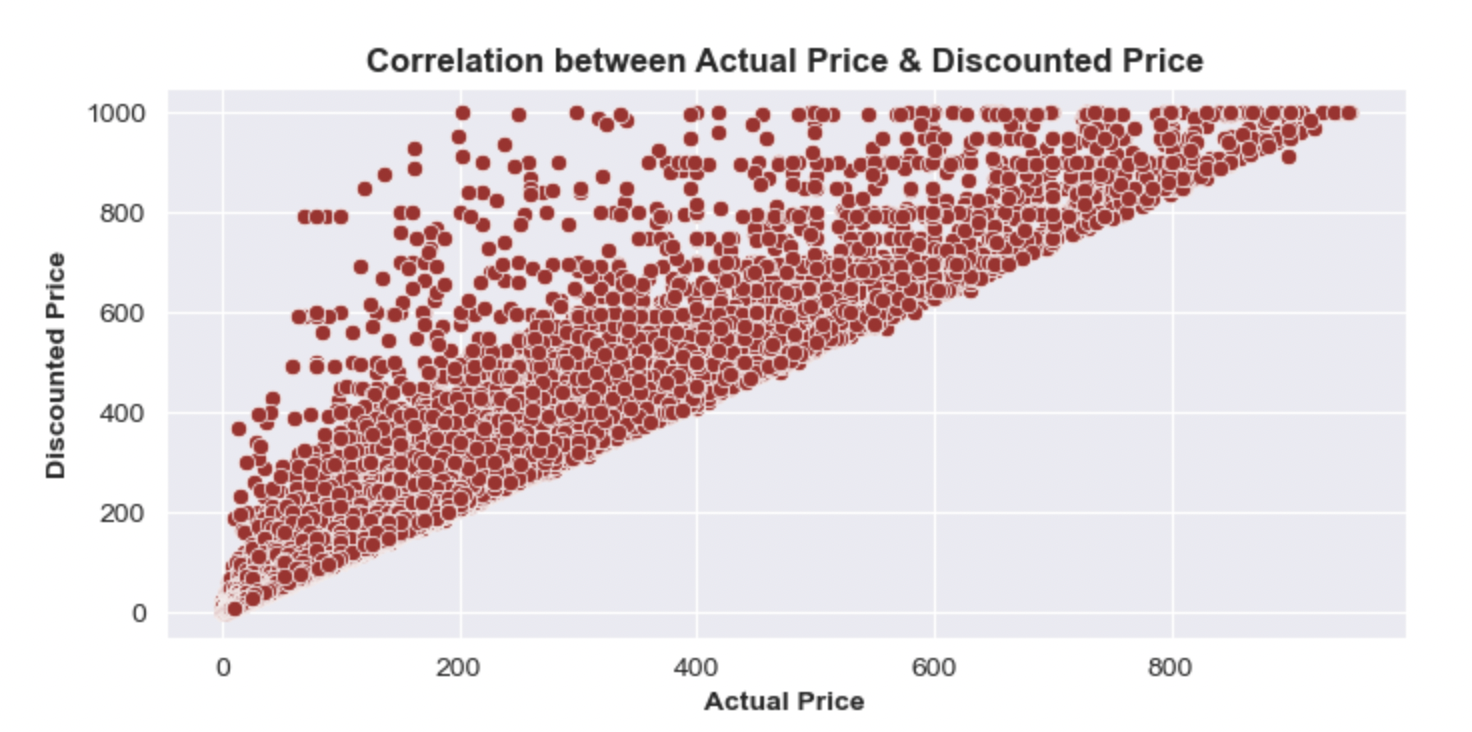 Correlation between Actual Price & Discounted Price
Discounted Price
1000
800
600
400
200
0
0 200 400 600 800
Actual Price